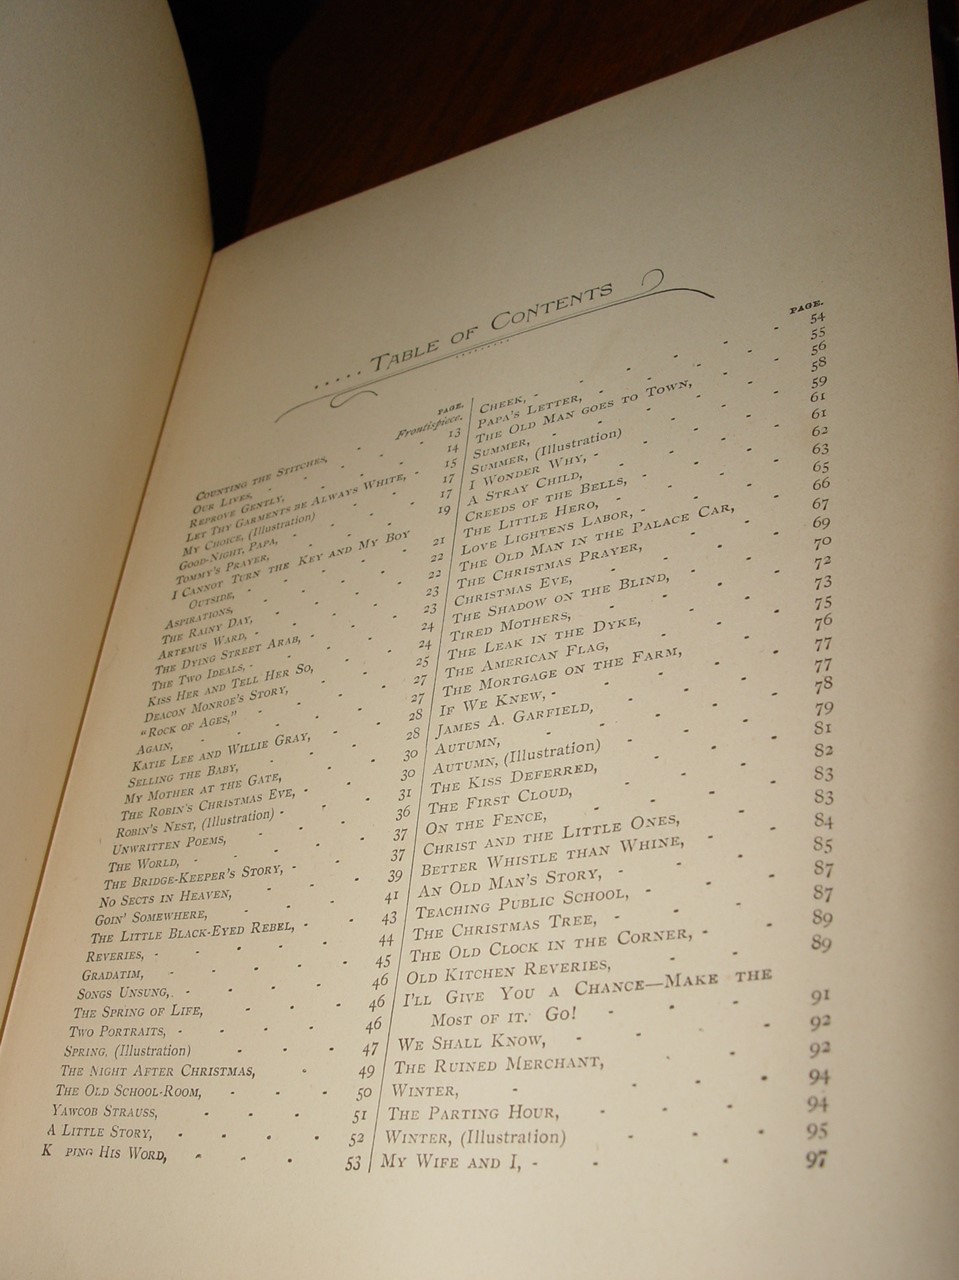 ..... TABLE OF CONTENTS
PAGE.
COUNTING THE STITCHES, Frontispiece.
OUR LIVES, - - - - 13
REPROVE GENTLY, - - - 14
LET THY GARMENTS BE ALWAYS WHITE, - 15
MY CHOICE, (Illustration) - - 17
GOOD-NIGHT, PAPA, - - - 17
TOMMY'S PRAYER, - - - 19
I CANNOT TURN THE KEY AND MY BOY
OUTSIDE, - - - - 21
ASPIRATIONS, - - - - 22
THE RAINY DAY, - - - 22
ARTEMUS WARD, - - - - 23
THE DYING STREET ARAB, - - - 23
THE TWO IDEALS, - - - - 24
KISS HER AND TELL HER SO, - - 24
DEACON MONROE'S STORY, - - - 25
"ROCK OF AGES," - - - 27
AGAIN, - - - - 27
KATIE LEE AND WILLIE GRAY, - - 28
SELLING THE BABY, - - - 28
MY MOTHER AT THE GATE, - - 30
THE ROBIN'S CHRISTMAS EVE, - - 30
ROBIN'S NEST, (Illustration) - - 31
UNWRITTEN POEMS, - - - 36
THE WORLD, - - - - 37
THE BRIDGE-KEEPER'S STORY, - - 37
NO SECTS IN HEAVEN, - - - 39
GOIN' SOMEWHERE, - - - 41
THE LITTLE BLACK-EYED REBEL, - - 43
REVERIES, - - - - 44
GRADATIM, - - - - 45
SONGS UNSUNG, - - - - 46
THE SPRING OF LIFE, - - - 46
TWO PORTRAITS, - - - - 46
SPRING, (Illustration) - - - 47
THE NIGHT AFTER CHRISTMAS, - - 49
THE OLD SCHOOL-ROOM, - - - 50
YAWCOB STRAUSS, - - - 51
A LITTLE STORY, - - - - 52
K PING HIS WORD, - - - 53
PAGE.
CHEEK, - - - - - 54
PAPA'S LETTER, - - - - 55
THE OLD MAN GOES TO TOWN, - - 56
SUMMER, - - - - - 58
SUMMER, (Illustration) - - - 59
I WONDER WHY, - - - - 61
A STRAY CHILD, - - - - 61
CREEDS OF THE BELLS, - - - 62
THE LITTLE HERO, - - - - 63
LOVE LIGHTENS LABOR, - - - 65
THE OLD MAN IN THE PALACE CAR, - 66
THE CHRISTMAS PRAYER, - - - 67
CHRISTMAS EVE, - - - - 69
THE SHADOW ON THE BLIND, - - 70
TIRED MOTHERS, - - - - 72
THE LEAK IN THE DYKE, - - - 73
THE AMERICAN FLAG, - - - 75
THE MORTGAGE ON THE FARM, - - 76
IF WE KNEW, - - - - 77
JAMES A. GARFIELD, - - - 77
AUTUMN, - - - - 78
AUTUMN, (Illustration) - - - 79
THE KISS DEFERRED, - - - 81
THE FIRST CLOUD, - - - 82
ON THE FENCE, - - - - 83
CHRIST AND THE LITTLE ONES, - - 83
BETTER WHISTLE THAN WHINE, - - 84
AN OLD MAN'S STORY, - - - 85
TEACHING PUBLIC SCHOOL, - - - 87
THE CHRISTMAS TREE, - - - 87
THE OLD CLOCK IN THE CORNER, - - 89
OLD KITCHEN REVERIES, - - - 89
I'LL GIVE YOU A CHANCE—MAKE THE
MOST OF IT. GO! - - - 91
WE SHALL KNOW, - - - - 92
THE RUINED MERCHANT, - - - 92
WINTER, - - - - 94
THE PARTING HOUR, - - - 94
WINTER, (Illustration) - - - 95
MY WIFE AND I, - - - 97